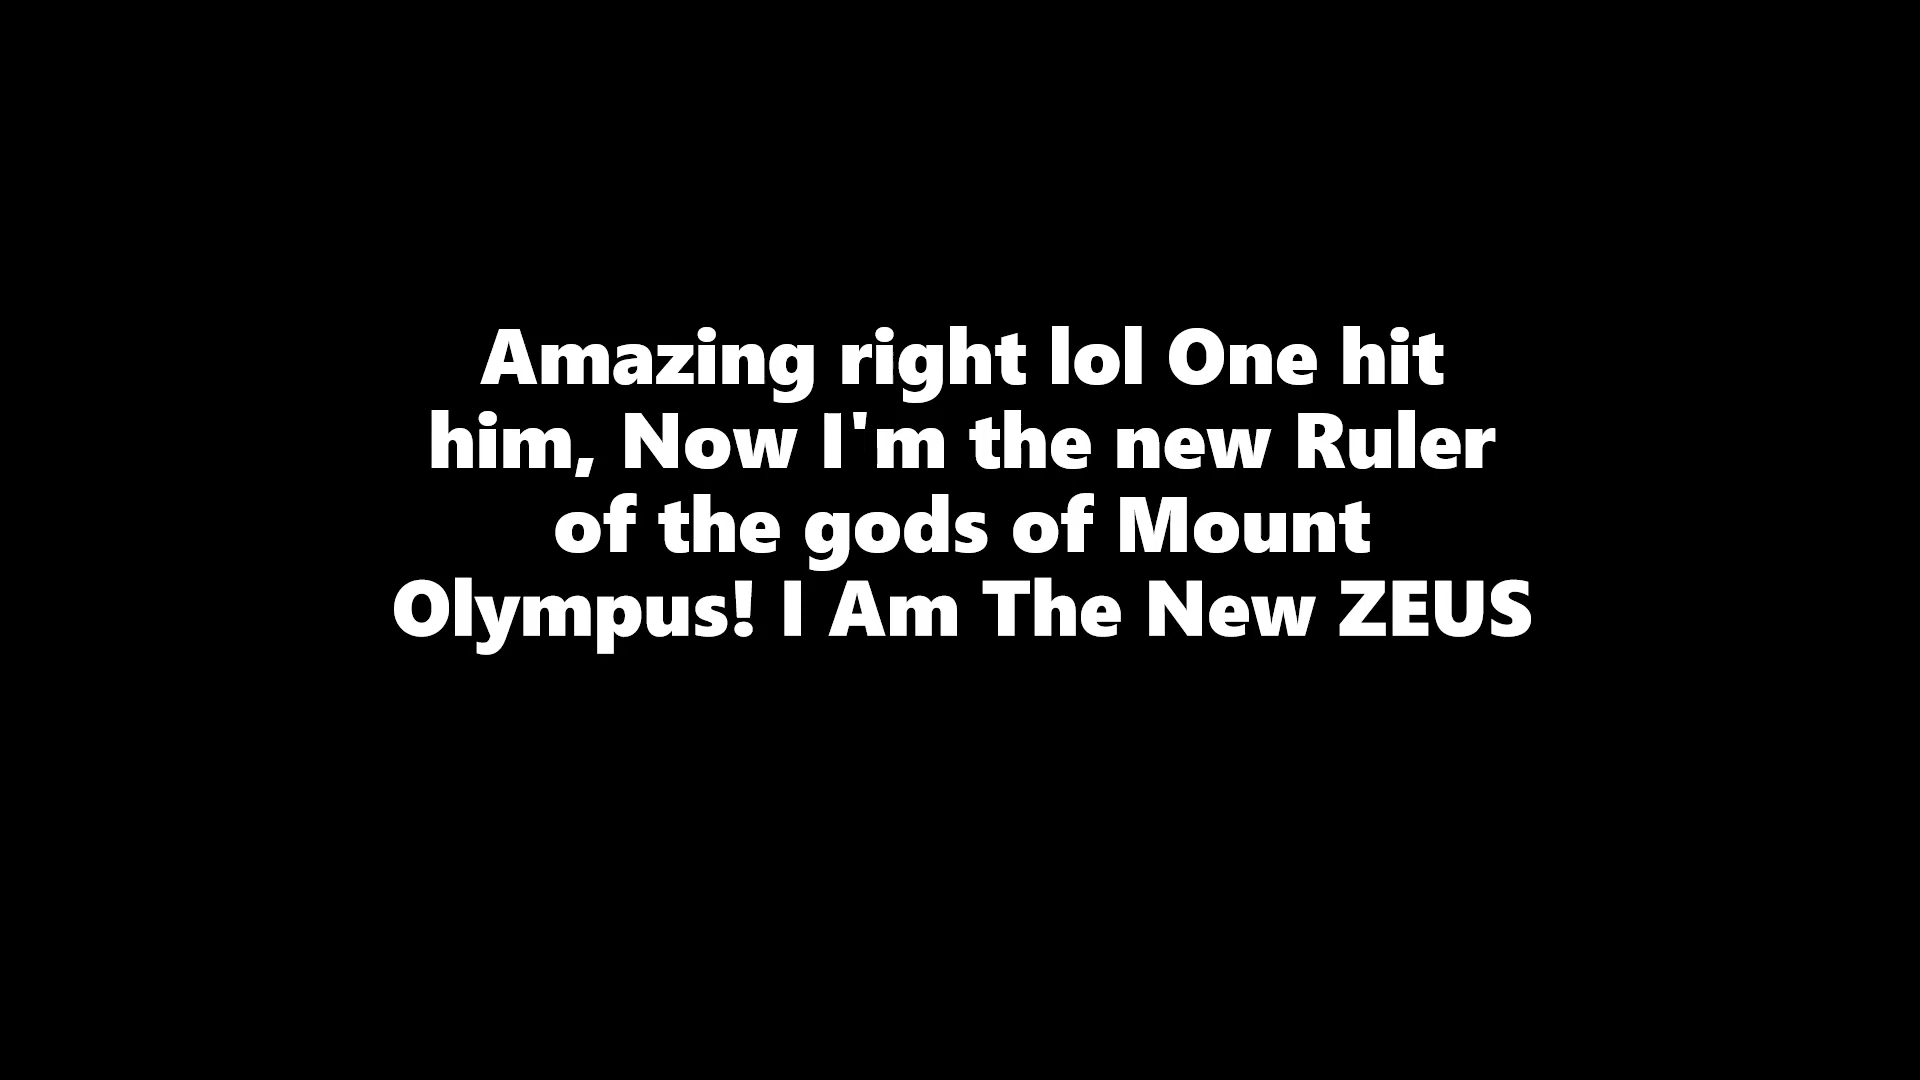 Amazing right lol One hit
him, Now I'm the new Ruler
of the gods of Mount
Olympus! I Am The New ZEUS